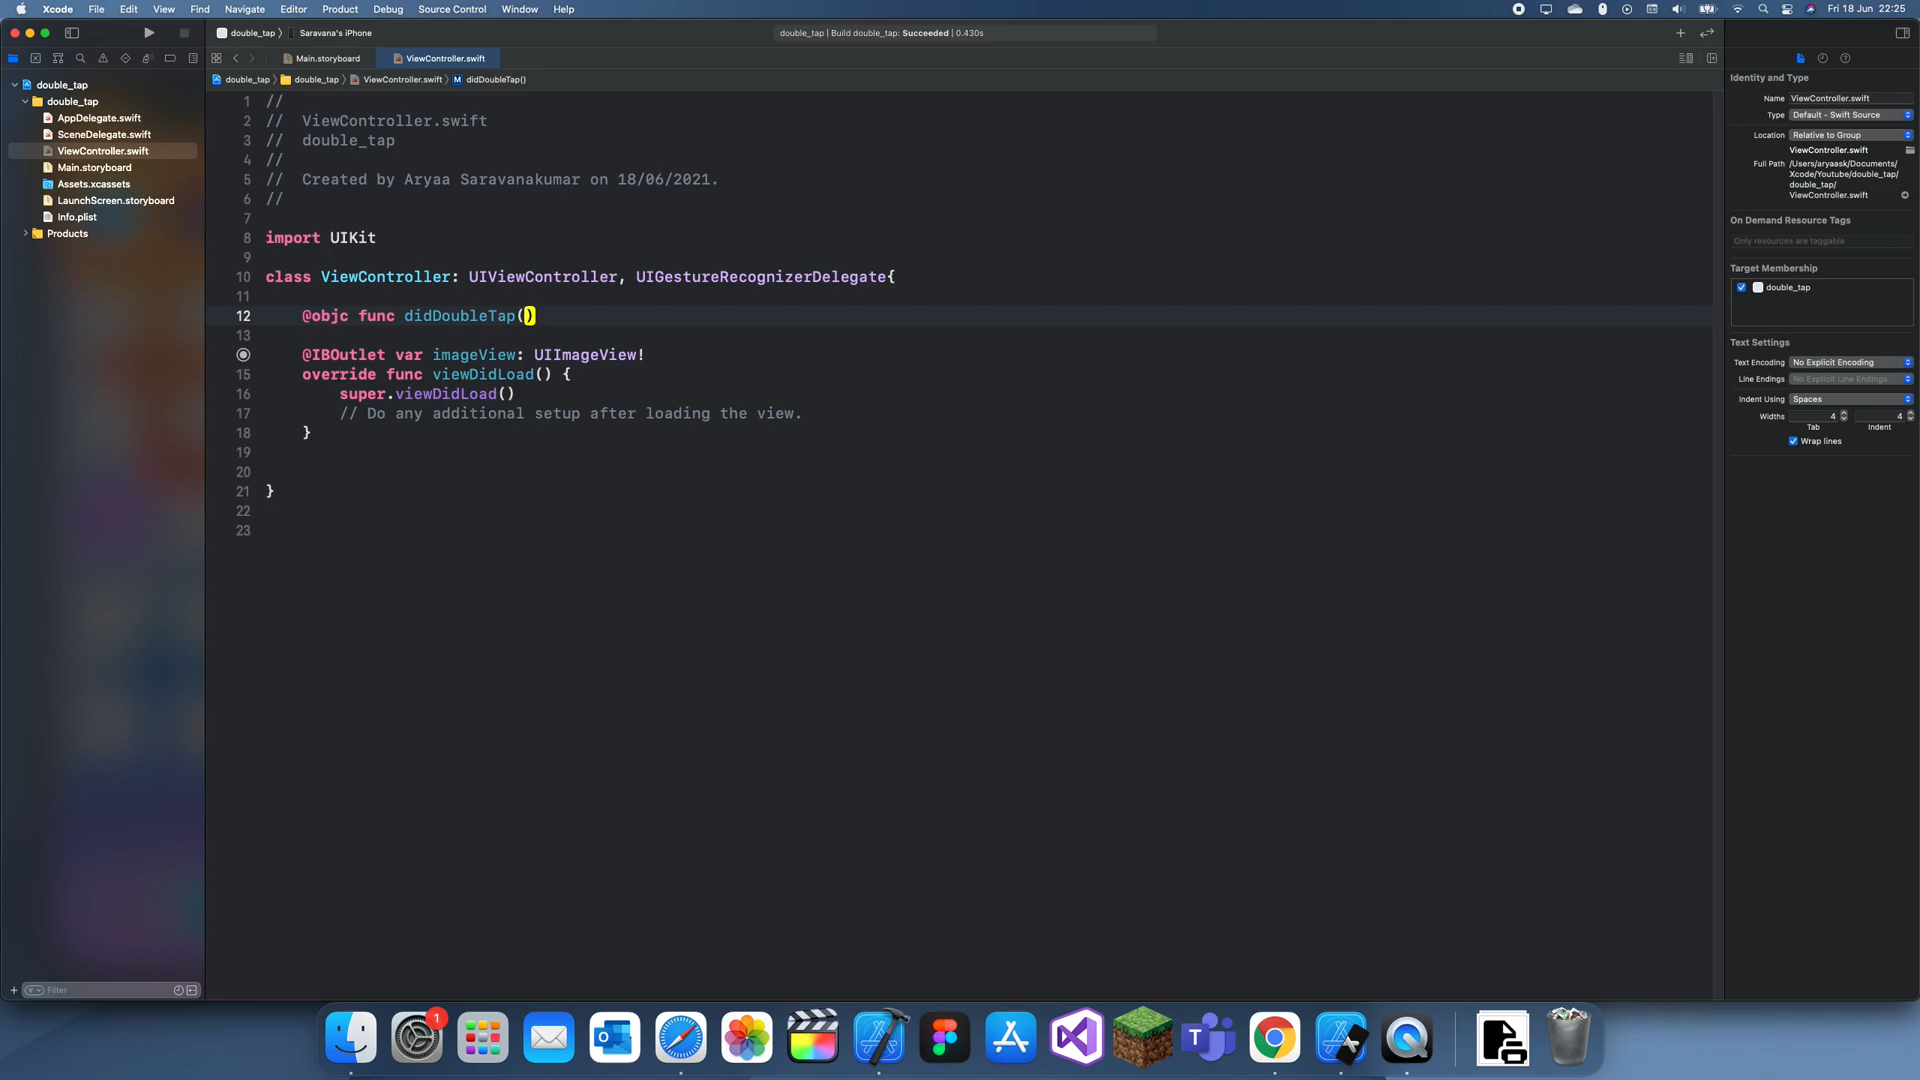 Xcode File Edit View Find Navigate Editor Product Debug Source Control Window Help Fri 18 Jun 22:25
double_tap Saravana's iPhone double_tap | Build double_tap: Succeeded | 0.430s
Main.storyboard ViewController.swift
double_tap double_tap ViewController.swift M didDoubleTap()
double_tap
double_tap
AppDelegate.swift
SceneDelegate.swift
ViewController.swift
Main.storyboard
Assets.xcassets
LaunchScreen.storyboard
Info.plist
Products
1 //
2 // ViewController.swift
3 // double_tap
4 //
5 // Created by Aryaa Saravanakumar on 18/06/2021.
6 //
7
8 import UIKit
9
10 class ViewController: UIViewController, UIGestureRecognizerDelegate{
11
12 @objc func didDoubleTap()
13
@IBOutlet var imageView: UIImageView!
15 override func viewDidLoad() {
16 super.viewDidLoad()
17 // Do any additional setup after loading the view.
18 }
19
20
21 }
22
23
Identity and Type
Name ViewController.swift
Type Default - Swift Source
Location Relative to Group
ViewController.swift
Full Path /Users/aryaask/Documents/
Xcode/Youtube/double_tap/
double_tap/
ViewController.swift
On Demand Resource Tags
Only resources are taggable
Target Membership
double_tap
Text Settings
Text Encoding No Explicit Encoding
Line Endings No Explicit Line Endings
Indent Using Spaces
Widths 4 4
Tab Indent
Wrap lines
Filter
1